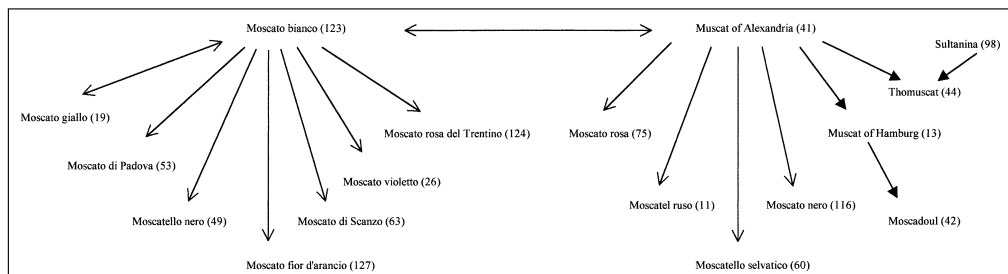 Moscato bianco (123)
Muscat of Alexandria (41)
Sultanina (98)
Thomuscat (44)
Moscato giallo (19)
Moscato rosa del Trentino (124)
Moscato rosa (75)
Muscat of Hamburg (13)
Moscato di Padova (53)
Moscato violetto (26)
Moscatel ruso (11)
Moscato nero (116)
Moscatello nero (49)
Moscato di Scanzo (63)
Moscadoul (42)
Moscato fior d'arancio (127)
Moscatello selvatico (60)